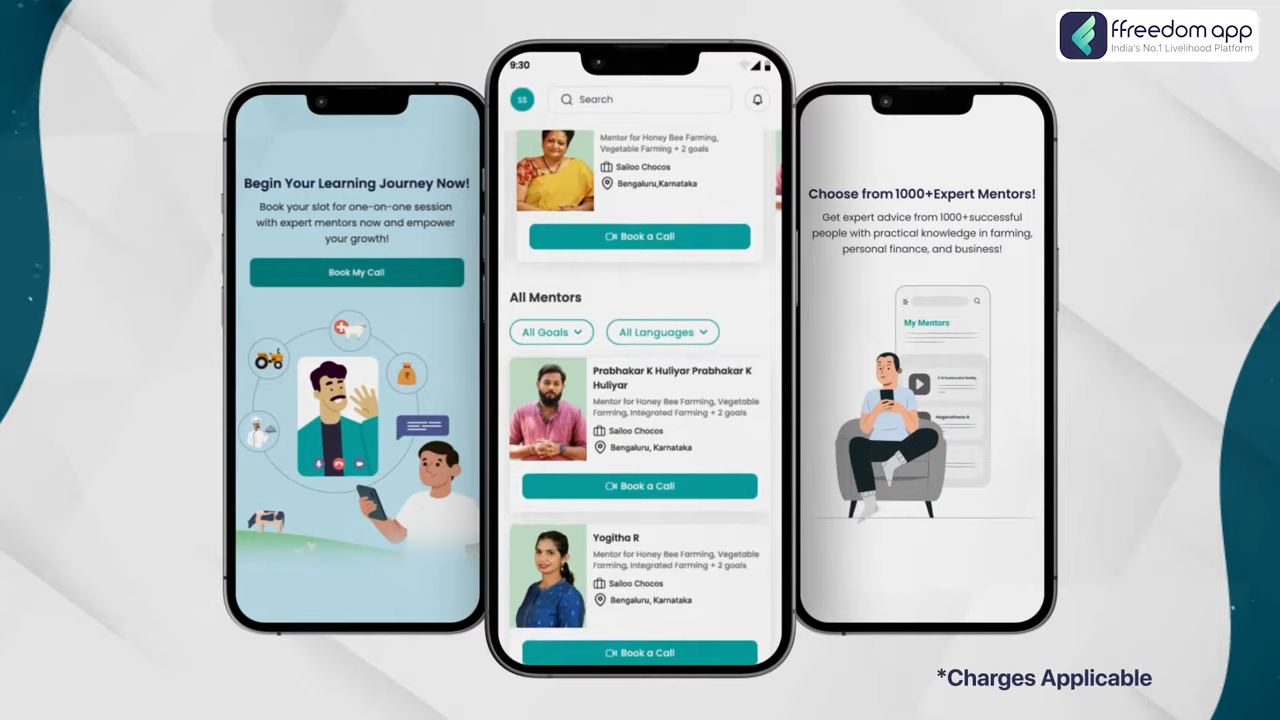 ffreedom app
India's No.1 Livelihood Platform
Begin Your Learning Journey Now!
Book your slot for one-on-one session
with expert mentors now and empower
your growth!
Book My Call
9:30
SS
Search
Mentor for Honey Bee Farming,
Vegetable Farming + 2 goals
Sailoo Chocos
Bengaluru,Karnataka
Book a Call
All Mentors
All Goals
All Languages
Prabhakar K Huliyar Prabhakar K
Huliyar
Mentor for Honey Bee Farming, Vegetable
Farming, Integrated Farming + 2 goals
Sailoo Chocos
Bengaluru, Karnataka
Book a Call
Yogitha R
Mentor for Honey Bee Farming, Vegetable
Farming, Integrated Farming + 2 goals
Sailoo Chocos
Bengaluru, Karnataka
Book a Call
Choose from 1000+Expert Mentors!
Get expert advice from 1000+successful
people with practical knowledge in farming,
personal finance, and business!
My Mentors
*Charges Applicable